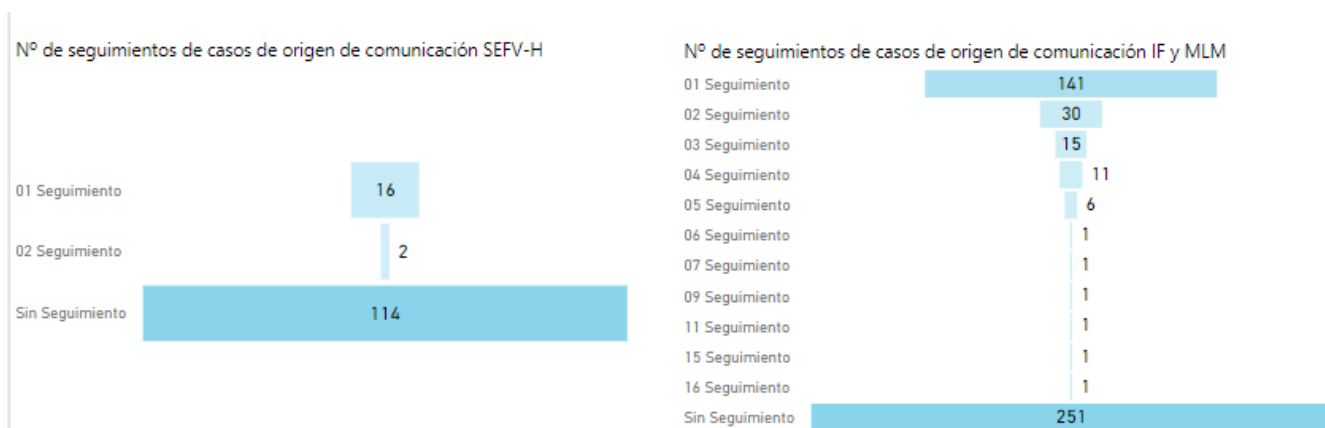 Nº de seguimientos de casos de origen de comunicación SEFV-H
01 Seguimiento 16
02 Seguimiento 2
Sin Seguimiento 114
Nº de seguimientos de casos de origen de comunicación IF y MLM
01 Seguimiento 141
02 Seguimiento 30
03 Seguimiento 15
04 Seguimiento 11
05 Seguimiento 6
06 Seguimiento 1
07 Seguimiento 1
09 Seguimiento 1
11 Seguimiento 1
15 Seguimiento 1
16 Seguimiento 1
Sin Seguimiento 251